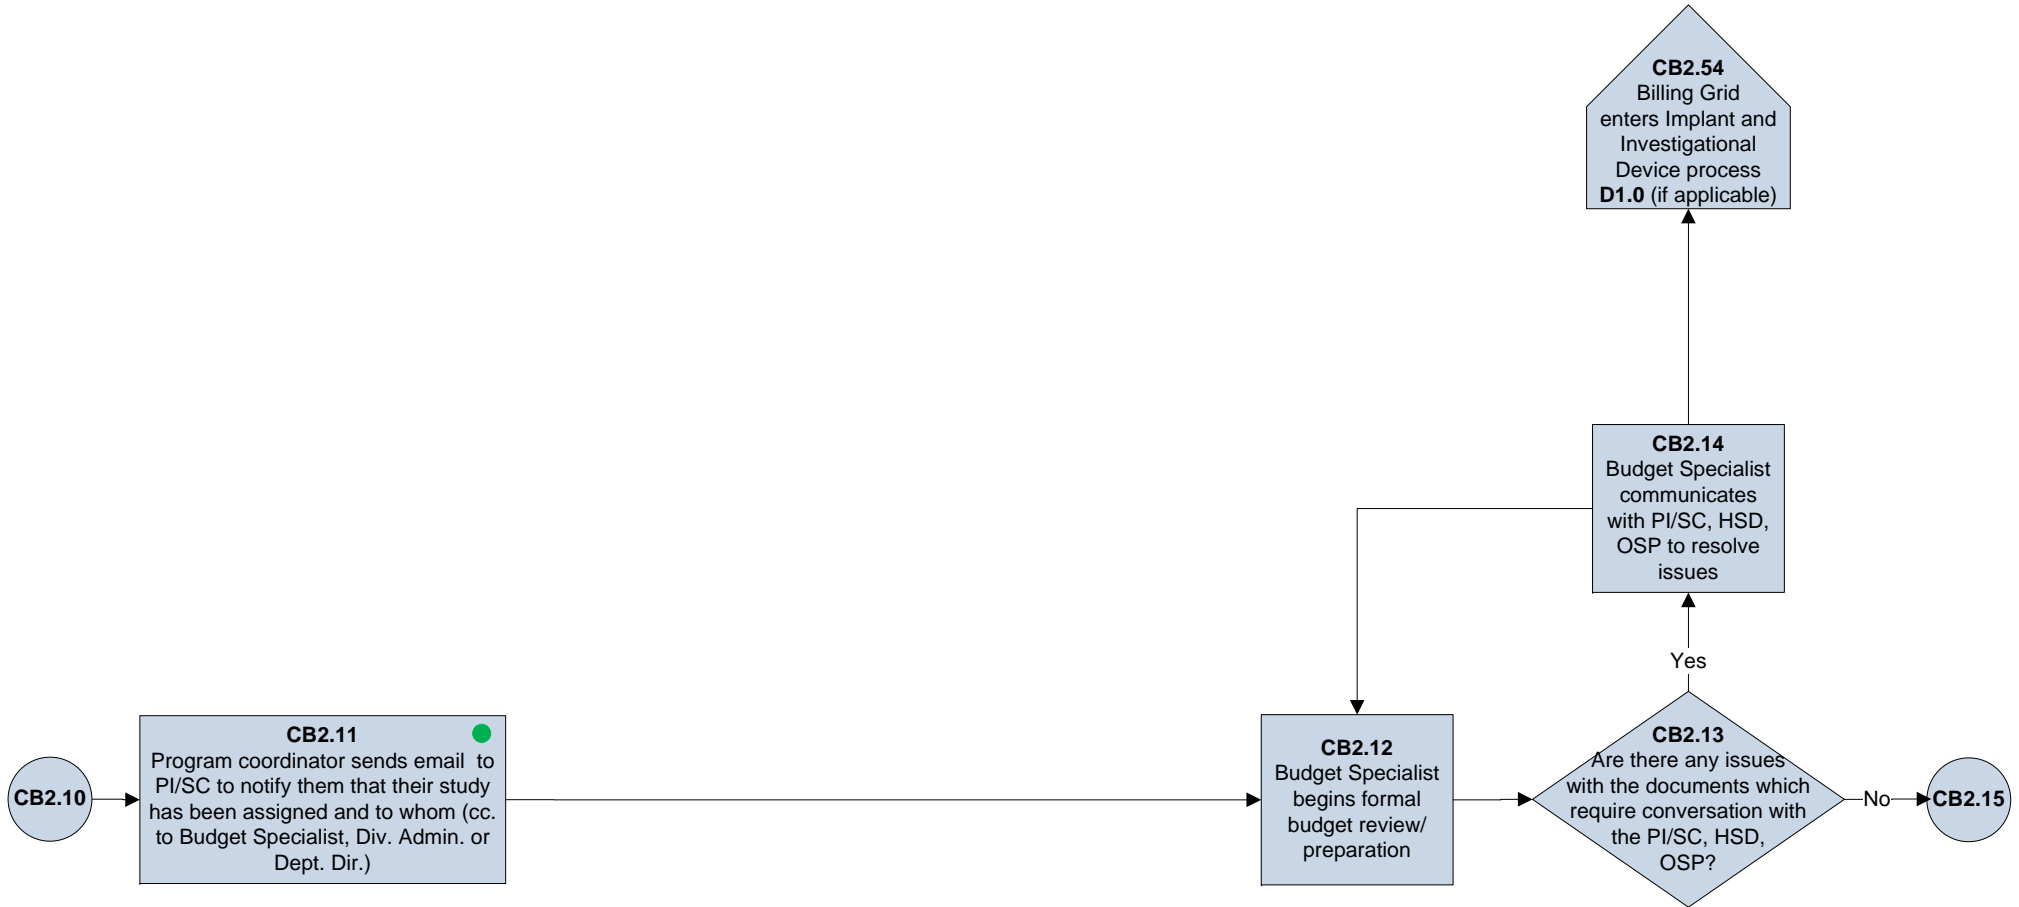 CB2.54
Billing Grid
enters Implant and
Investigational
Device process
D1.0 (if applicable)
CB2.14
Budget Specialist
communicates
with PI/SC, HSD,
OSP to resolve
issues
Yes
CB2.10
CB2.11
Program coordinator sends email to
PI/SC to notify them that their study
has been assigned and to whom (cc.
to Budget Specialist, Div. Admin. or
Dept. Dir.)
CB2.12
Budget Specialist
begins formal
budget review/
preparation
CB2.13
Are there any issues
with the documents which
require conversation with
the PI/SC, HSD,
OSP?
No
CB2.15